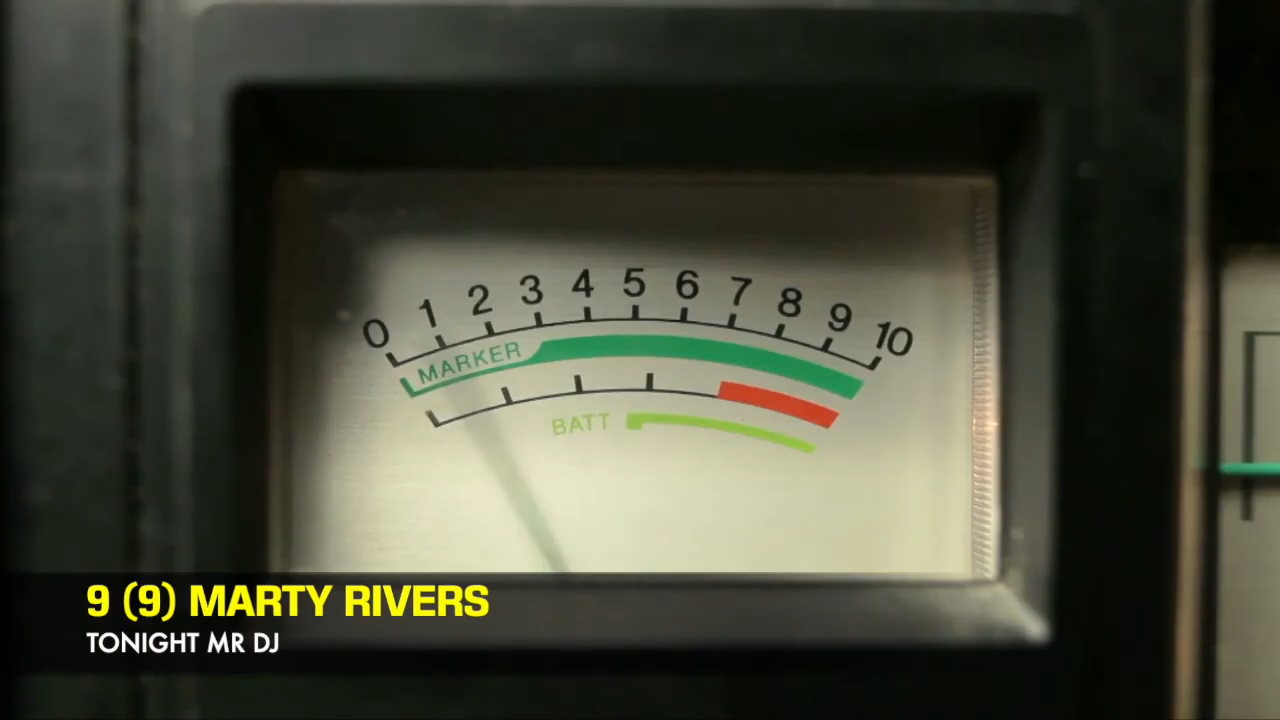 0 1 2 3 4 5 6 7 8 9 10
MARKER
BATT
9 (9) MARTY RIVERS
TONIGHT MR DJ